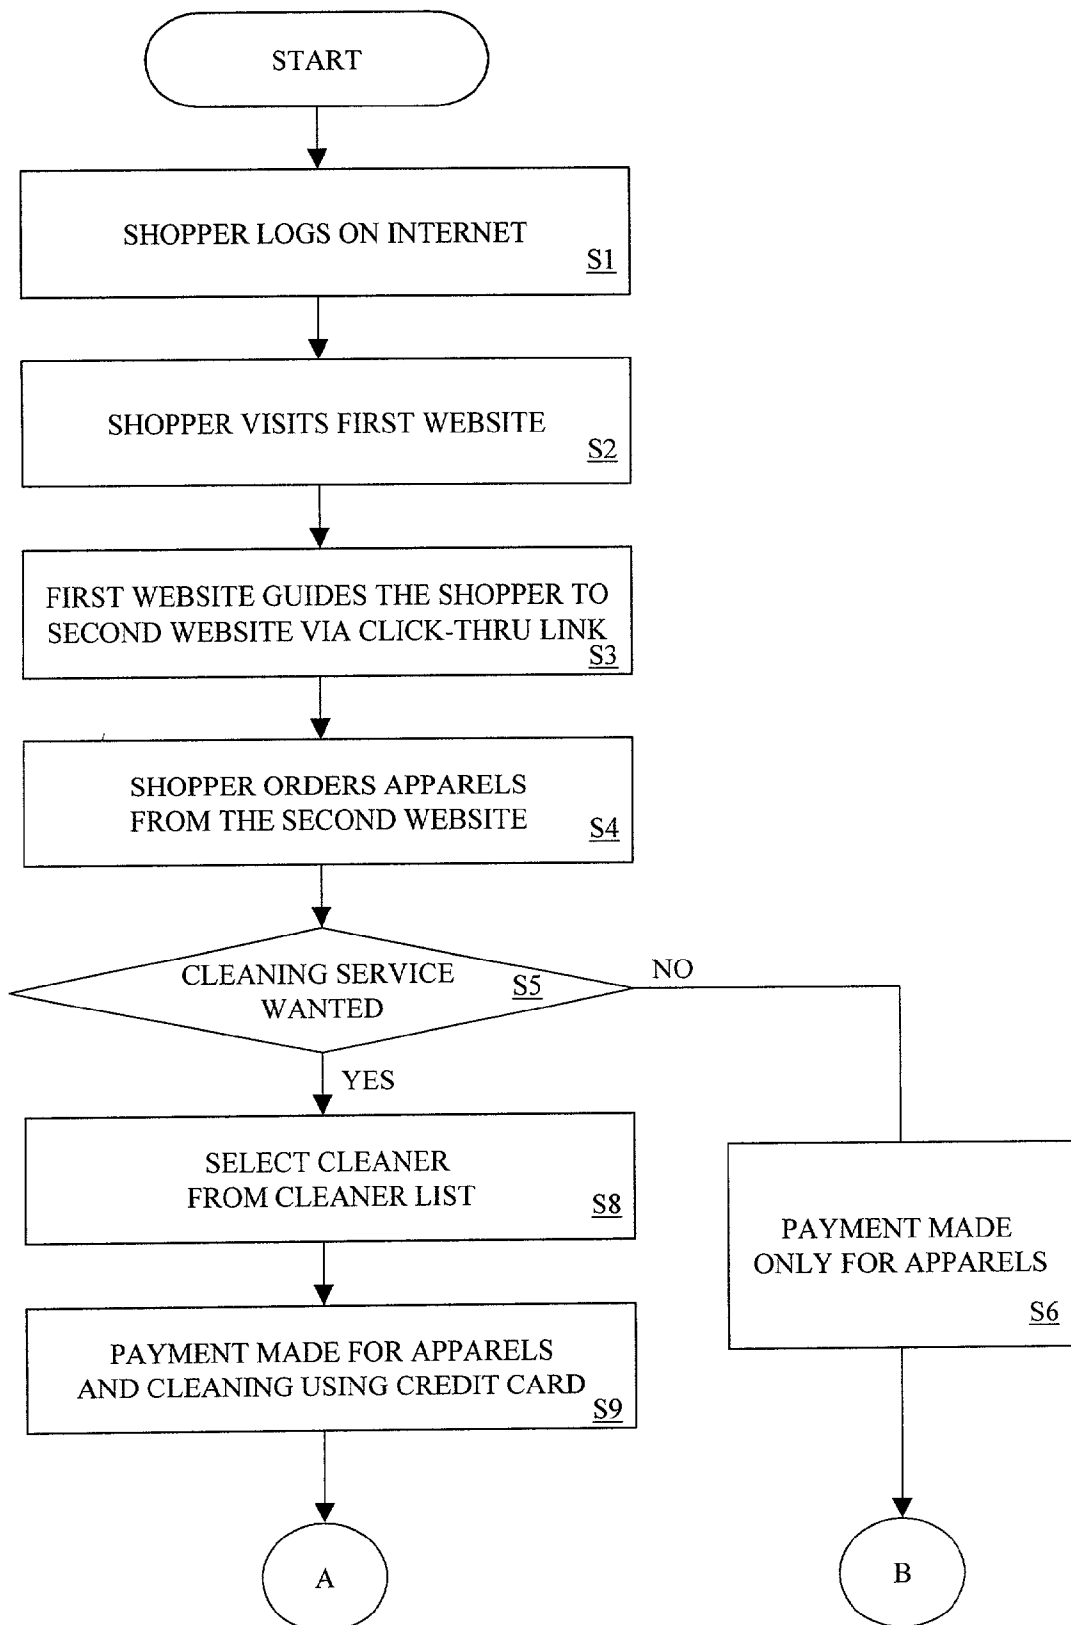 START
SHOPPER LOGS ON INTERNET
S1
SHOPPER VISITS FIRST WEBSITE
S2
FIRST WEBSITE GUIDES THE SHOPPER TO
SECOND WEBSITE VIA CLICK-THRU LINK
S3
SHOPPER ORDERS APPARELS
FROM THE SECOND WEBSITE
S4
CLEANING SERVICE
WANTED
S5
NO
YES
SELECT CLEANER
FROM CLEANER LIST
S8
PAYMENT MADE
ONLY FOR APPARELS
S6
PAYMENT MADE FOR APPARELS
AND CLEANING USING CREDIT CARD
S9
A
B